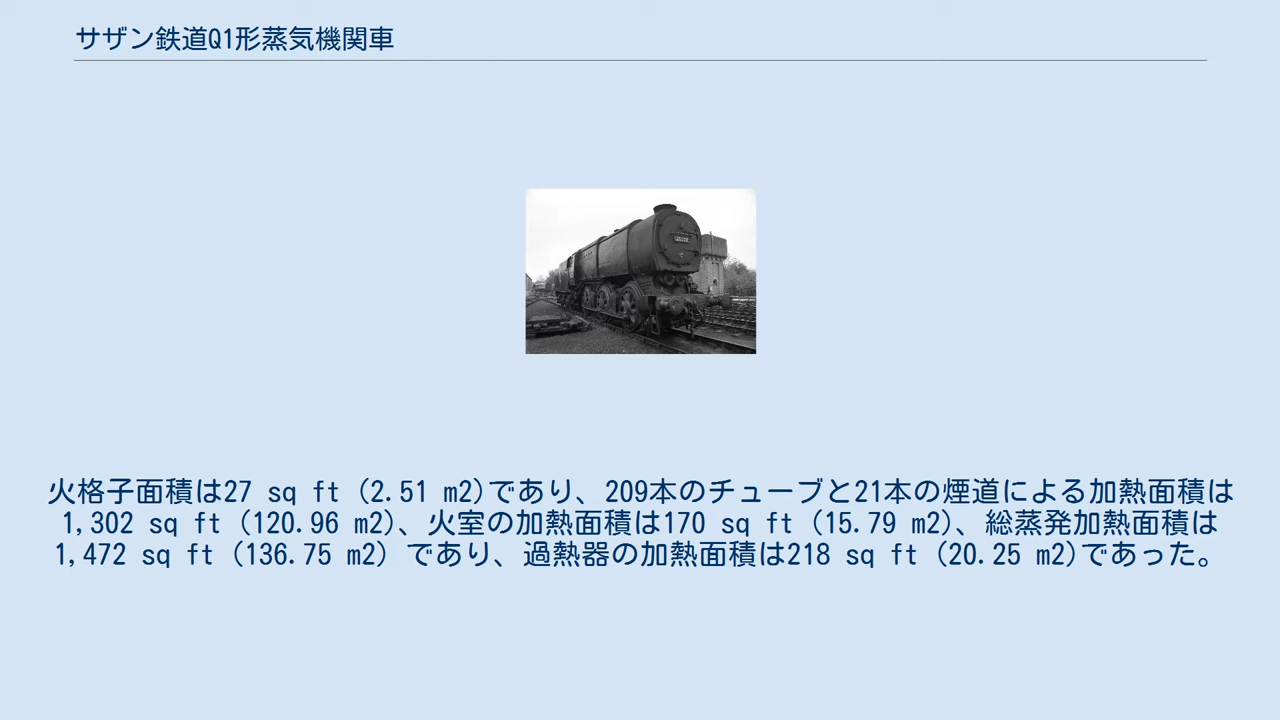 サザン鉄道Q1形蒸気機関車
火格子面積は27 sq ft (2.51 m2)であり、209本のチューブと21本の煙道による加熱面積は
1,302 sq ft (120.96 m2)、火室の加熱面積は170 sq ft (15.79 m2)、総蒸発加熱面積は
1,472 sq ft (136.75 m2) であり、過熱器の加熱面積は218 sq ft (20.25 m2)であった。